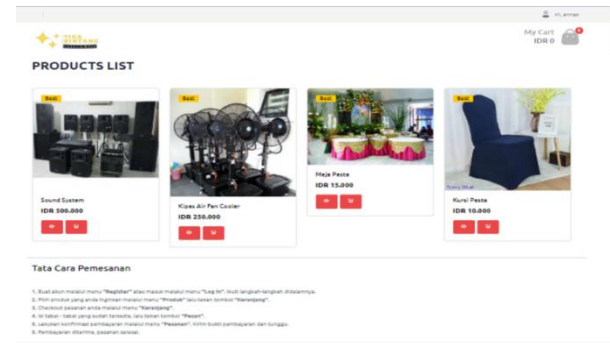 TIGA
BINTANG
My Cart
IDR 0
0
PRODUCTS LIST
Best
Best
Best
Best
Sound System
IDR 500.000
Kipas Air Fan Cooler
IDR 250.000
Meja Pesta
IDR 15.000
Kursi Pesta
IDR 10.000
Tata Cara Pemesanan
1. Buat akun melalui menu "Register" atau masuk melalui menu "Log In". Ikuti langkah-langkah didalamnya.
2. Pilih produk yang anda inginkan melalui menu "Produk" lalu tekan tombol "Keranjang".
3. Checkout pesanan anda melalui menu "Keranjang".
4. Isi tabel - tabel yang sudah tersedia, lalu tekan tombol "Pesan".
5. Lakukan konfirmasi pembayaran melalui menu "Pesanan". Kirim bukti pembayaran dan tunggu.
6. Pembayaran diterima, pesanan selesai.